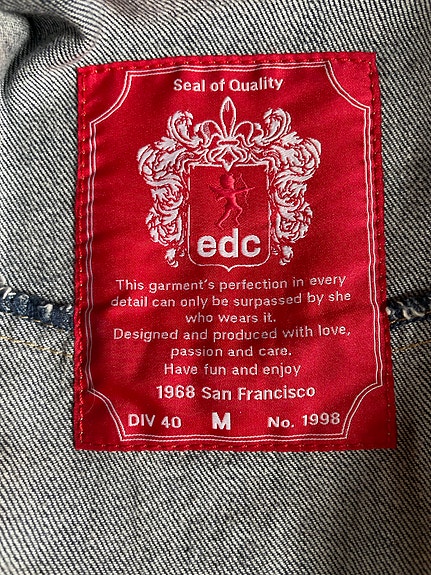 Seal of Quality
edc
This garment's perfection in every
detail can only be surpassed by she
who wears it.
Designed and produced with love,
passion and care.
Have fun and enjoy
1968 San Francisco
DIV 40 M No. 1998